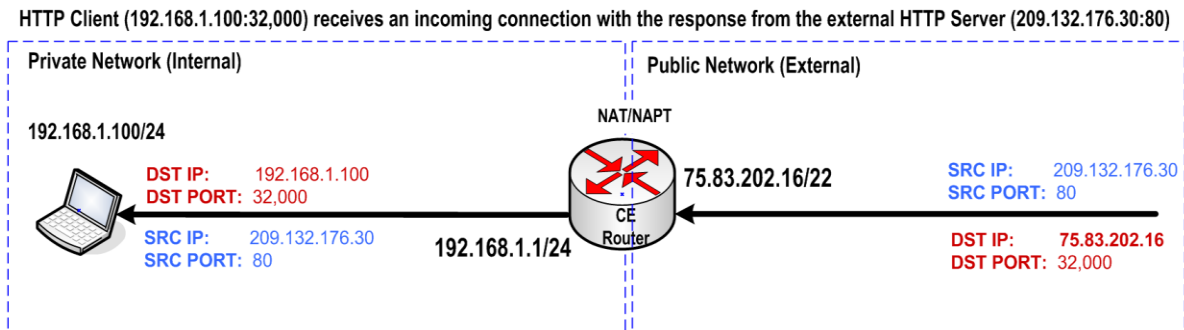 HTTP Client (192.168.1.100:32,000) receives an incoming connection with the response from the external HTTP Server (209.132.176.30:80)
Private Network (Internal)
Public Network (External)
NAT/NAPT
192.168.1.100/24
DST IP: 192.168.1.100
DST PORT: 32,000
75.83.202.16/22
SRC IP: 209.132.176.30
SRC PORT: 80
CE
Router
SRC IP: 209.132.176.30
SRC PORT: 80
192.168.1.1/24
DST IP: 75.83.202.16
DST PORT: 32,000